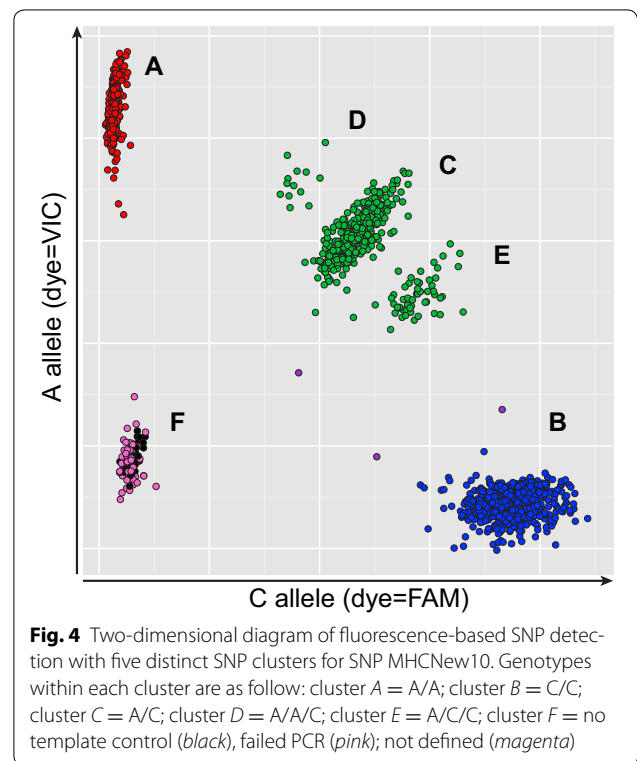 A
D
C
E
F
B
A allele (dye=VIC)
C allele (dye=FAM)
Fig. 4 Two-dimensional diagram of fluorescence-based SNP detec-
tion with five distinct SNP clusters for SNP MHCNew10. Genotypes
within each cluster are as follow: cluster A = A/A; cluster B = C/C;
cluster C = A/C; cluster D = A/A/C; cluster E = A/C/C; cluster F = no
template control (black), failed PCR (pink); not defined (magenta)